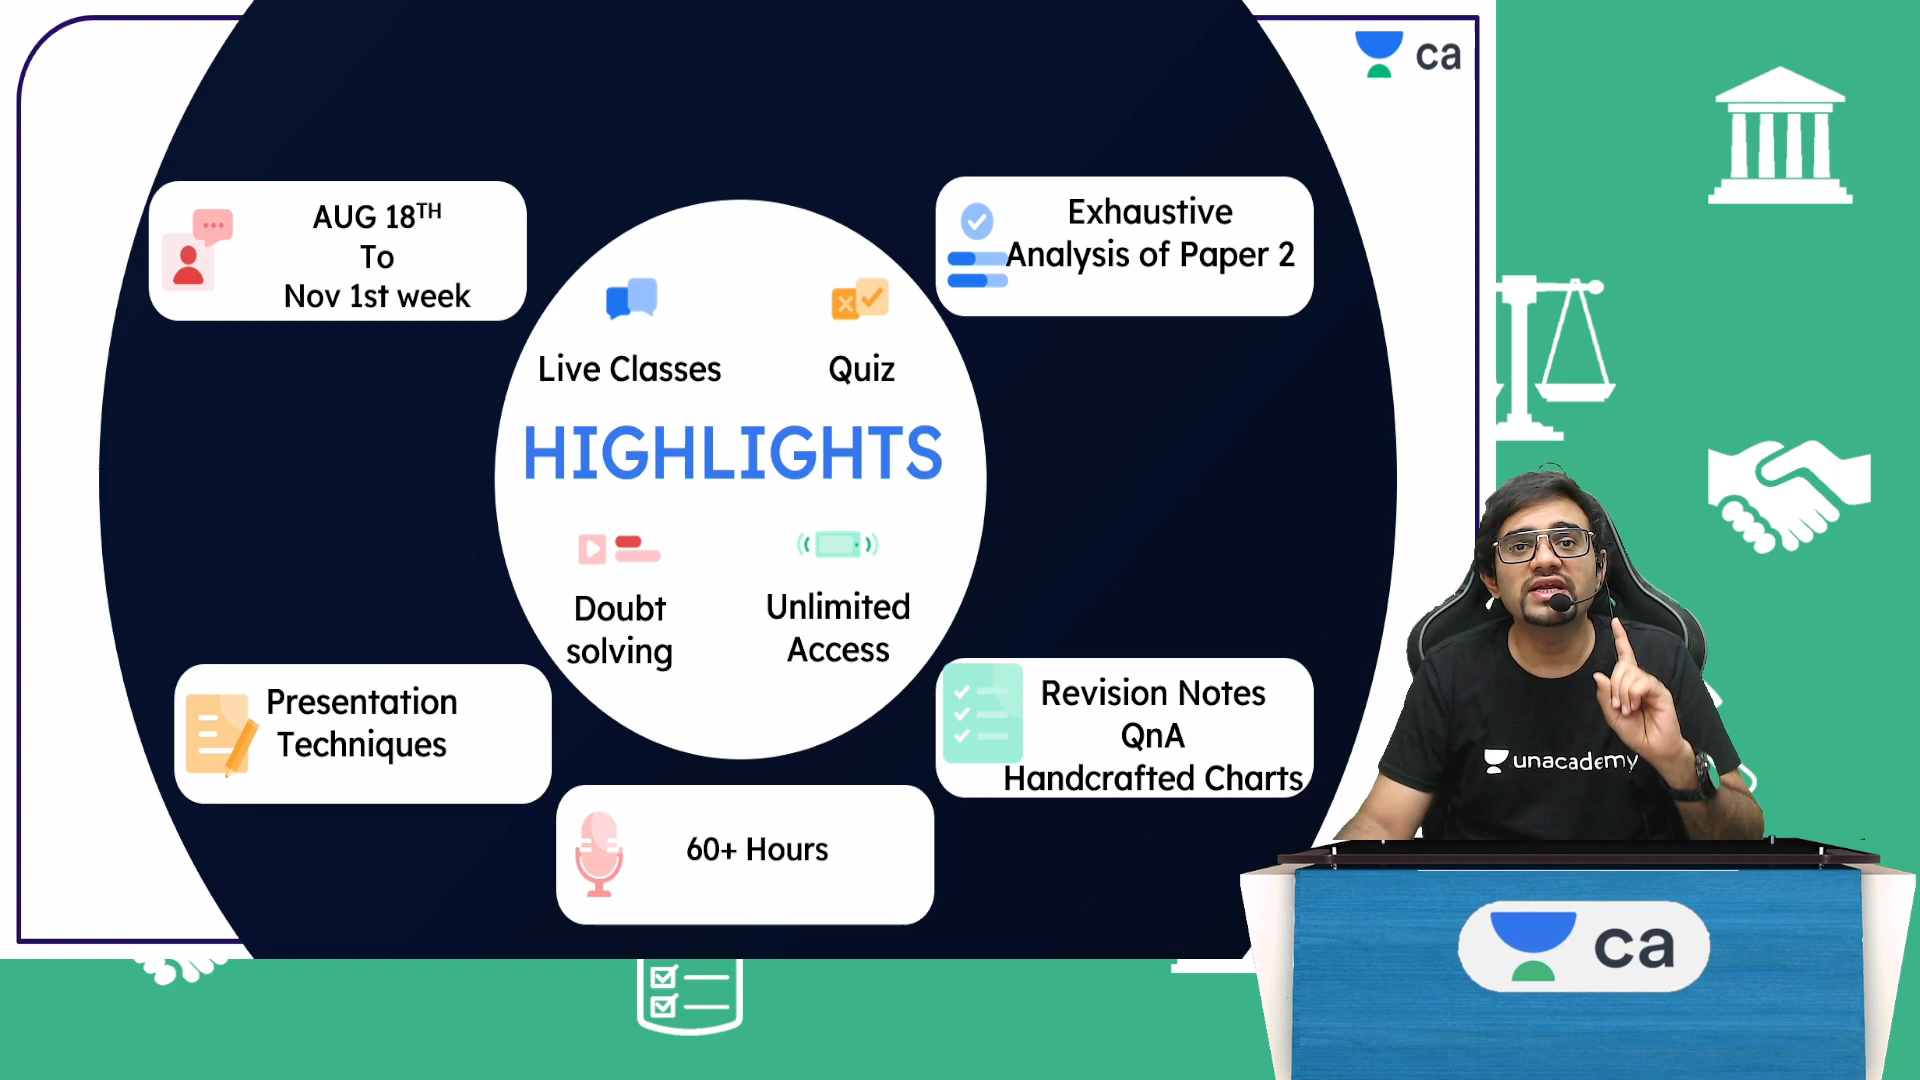 ca
AUG 18TH
To
Nov 1st week
Exhaustive
Analysis of Paper 2
Live Classes
Quiz
HIGHLIGHTS
Doubt
solving
Unlimited
Access
Presentation
Techniques
Revision Notes
QnA
Handcrafted Charts
60+ Hours
unacademy
ca